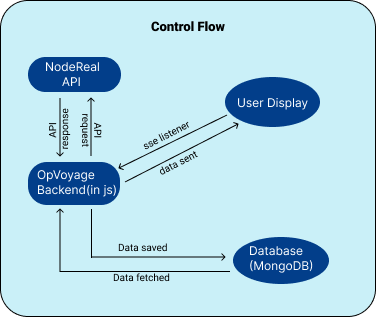 Control Flow
NodeReal
API
User Display
API
response
API
request
sse listener
data sent
OpVoyage
Backend(in js)
Data saved
Database
(MongoDB)
Data fetched